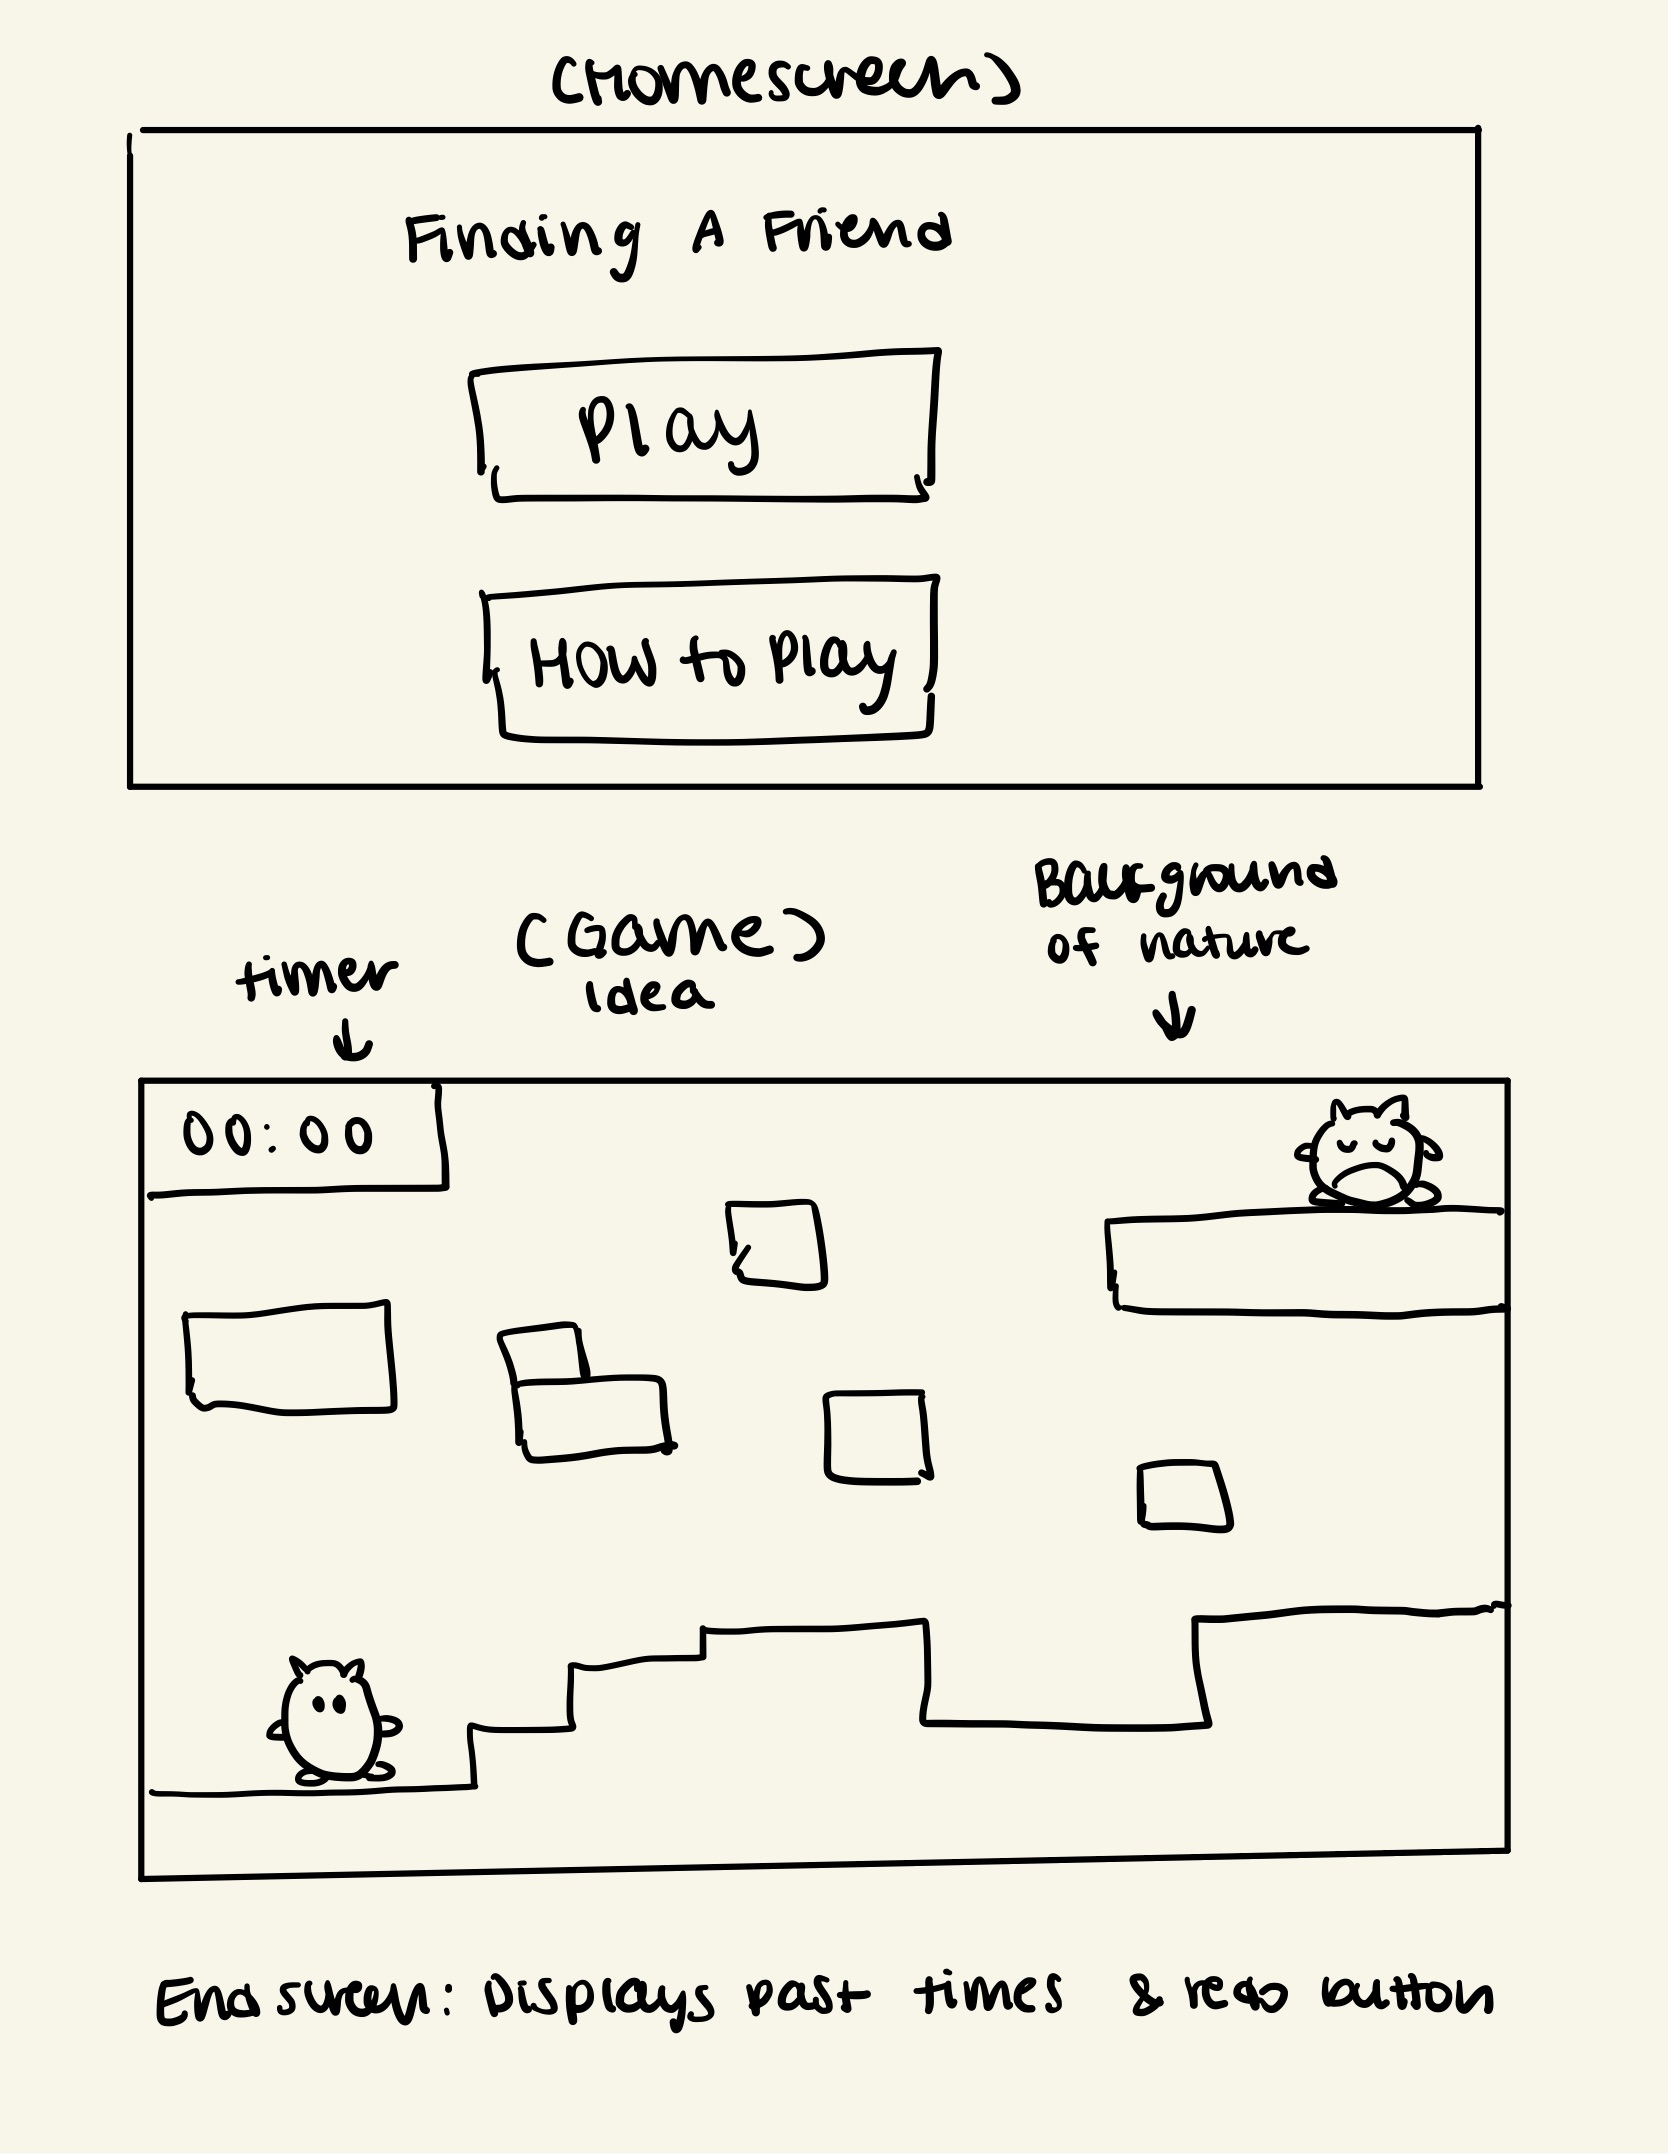 (Homescreen)
Finding A Friend
Play
How to Play
Background
of nature
(Game)
Idea
timer
00:00
End screen: Displays past times & redo button